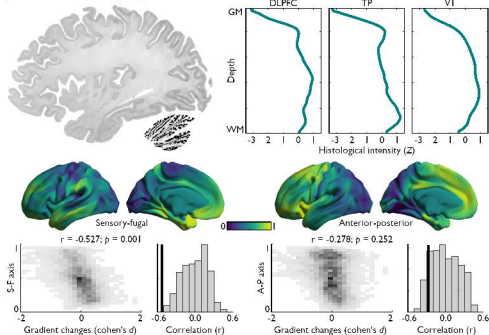 DLPFC TP V1
GM
Depth
WM
-3 -2 -1 0 1 -3 -2 -1 0 1 -3 -2 -1 0 1
Histological intensity (Z)
Sensory-fugal
0 1
Anterior-posterior
r = -0.527; p = 0.001
r = -0.278; p = 0.252
1
S-F axis
0
-2 0 2
Gradient changes (cohen's d)
-0.6 0.6
Correlation (r)
1
A-P axis
0
-2 0 2
Gradient changes (cohen's d)
-0.6 0.6
Correlation (r)